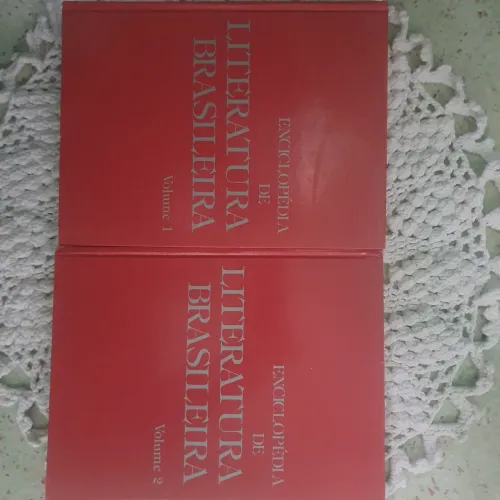 ENCICLOPÉDIA
DE
LITERATURA
BRASILEIRA
Volume 1
ENCICLOPÉDIA
DE
LITERATURA
BRASILEIRA
Volume 2